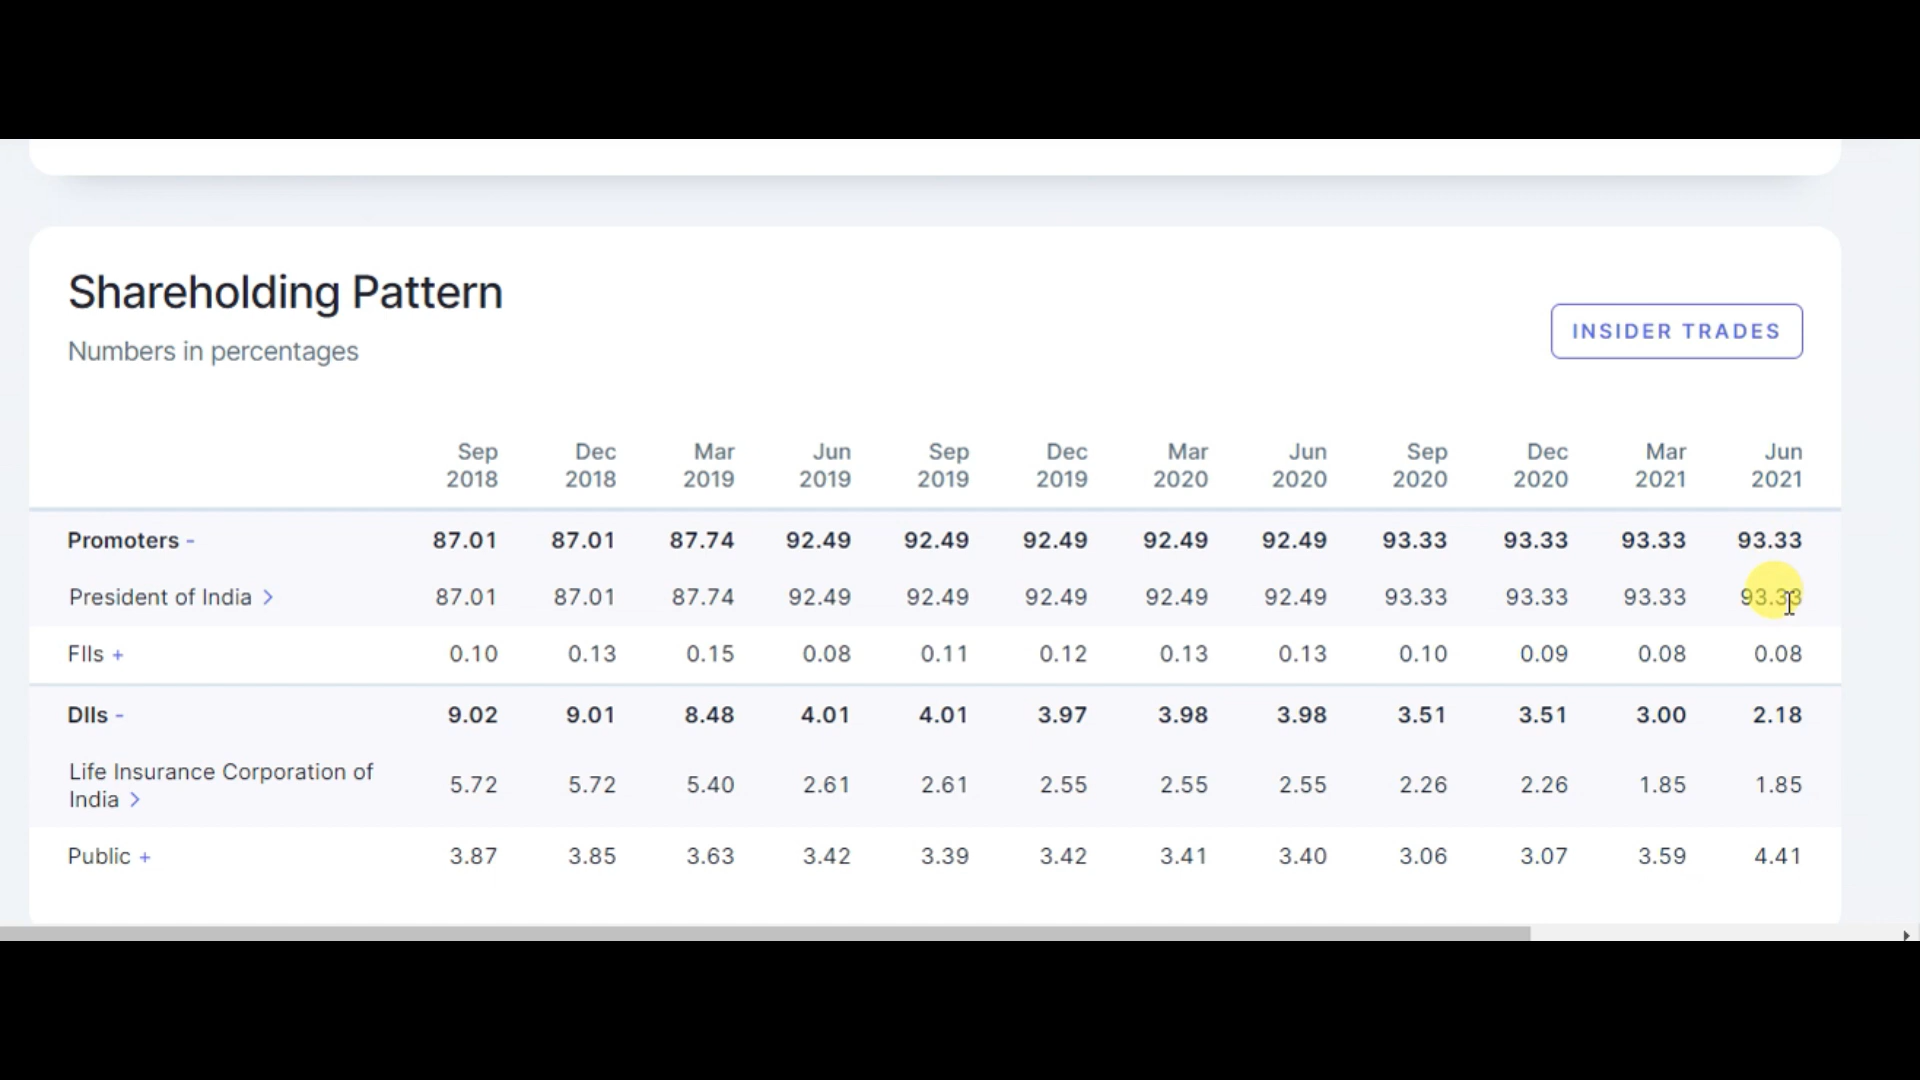 Shareholding Pattern
Numbers in percentages
INSIDER TRADES
Sep 2018 Dec 2018 Mar 2019 Jun 2019 Sep 2019 Dec 2019 Mar 2020 Jun 2020 Sep 2020 Dec 2020 Mar 2021 Jun 2021
Promoters - 87.01 87.01 87.74 92.49 92.49 92.49 92.49 92.49 93.33 93.33 93.33 93.33
President of India > 87.01 87.01 87.74 92.49 92.49 92.49 92.49 92.49 93.33 93.33 93.33 93.33
FIIs + 0.10 0.13 0.15 0.08 0.11 0.12 0.13 0.13 0.10 0.09 0.08 0.08
DIIs - 9.02 9.01 8.48 4.01 4.01 3.97 3.98 3.98 3.51 3.51 3.00 2.18
Life Insurance Corporation of
India > 5.72 5.72 5.40 2.61 2.61 2.55 2.55 2.55 2.26 2.26 1.85 1.85
Public + 3.87 3.85 3.63 3.42 3.39 3.42 3.41 3.40 3.06 3.07 3.59 4.41